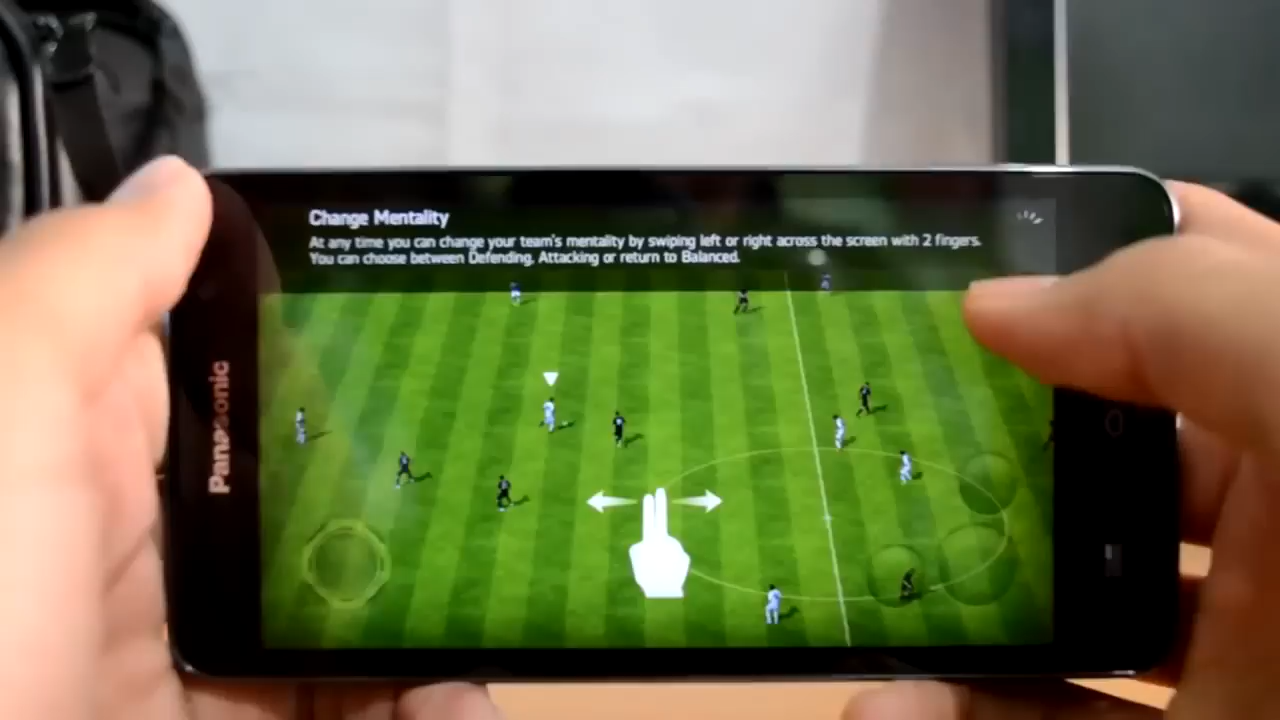 Change Mentality
At any time you can change your team's mentality by swiping left or right across the screen with 2 fingers.
You can choose between Defending, Attacking or return to Balanced.
Panasonic